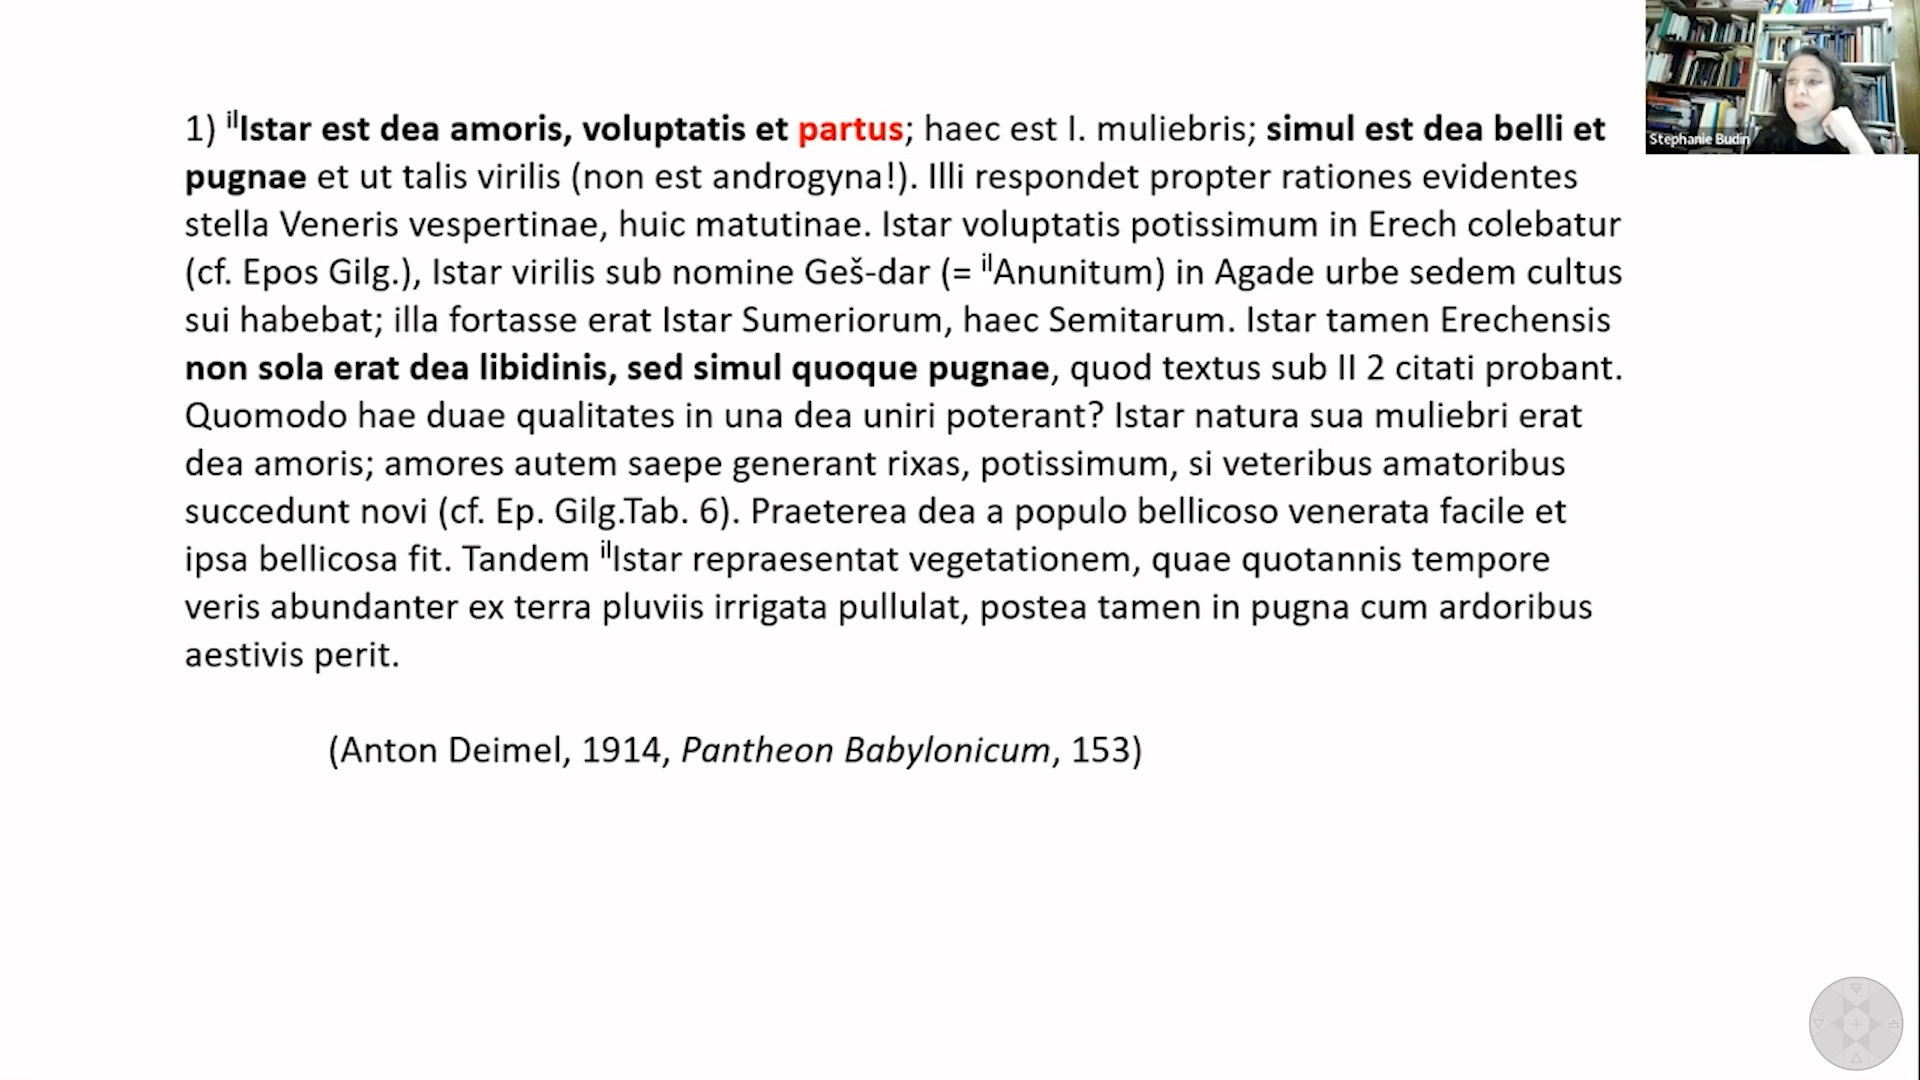 1) ilIstar est dea amoris, voluptatis et partus; haec est I. muliebris; simul est dea belli et
pugnae et ut talis virilis (non est androgyna!). Illi respondet propter rationes evidentes
stella Veneris vespertinae, huic matutinae. Istar voluptatis potissimum in Erech colebatur
(cf. Epos Gilg.), Istar virilis sub nomine Geš-dar (= ilAnunitum) in Agade urbe sedem cultus
sui habebat; illa fortasse erat Istar Sumeriorum, haec Semitarum. Istar tamen Erechensis
non sola erat dea libidinis, sed simul quoque pugnae, quod textus sub II 2 citati probant.
Quomodo hae duae qualitates in una dea uniri poterant? Istar natura sua muliebri erat
dea amoris; amores autem saepe generant rixas, potissimum, si veteribus amatoribus
succedunt novi (cf. Ep. Gilg.Tab. 6). Praeterea dea a populo bellicoso venerata facile et
ipsa bellicosa fit. Tandem ilIstar repraesentat vegetationem, quae quotannis tempore
veris abundanter ex terra pluviis irrigata pullulat, postea tamen in pugna cum ardoribus
aestivis perit.
(Anton Deimel, 1914, Pantheon Babylonicum, 153)
Stephanie Budin